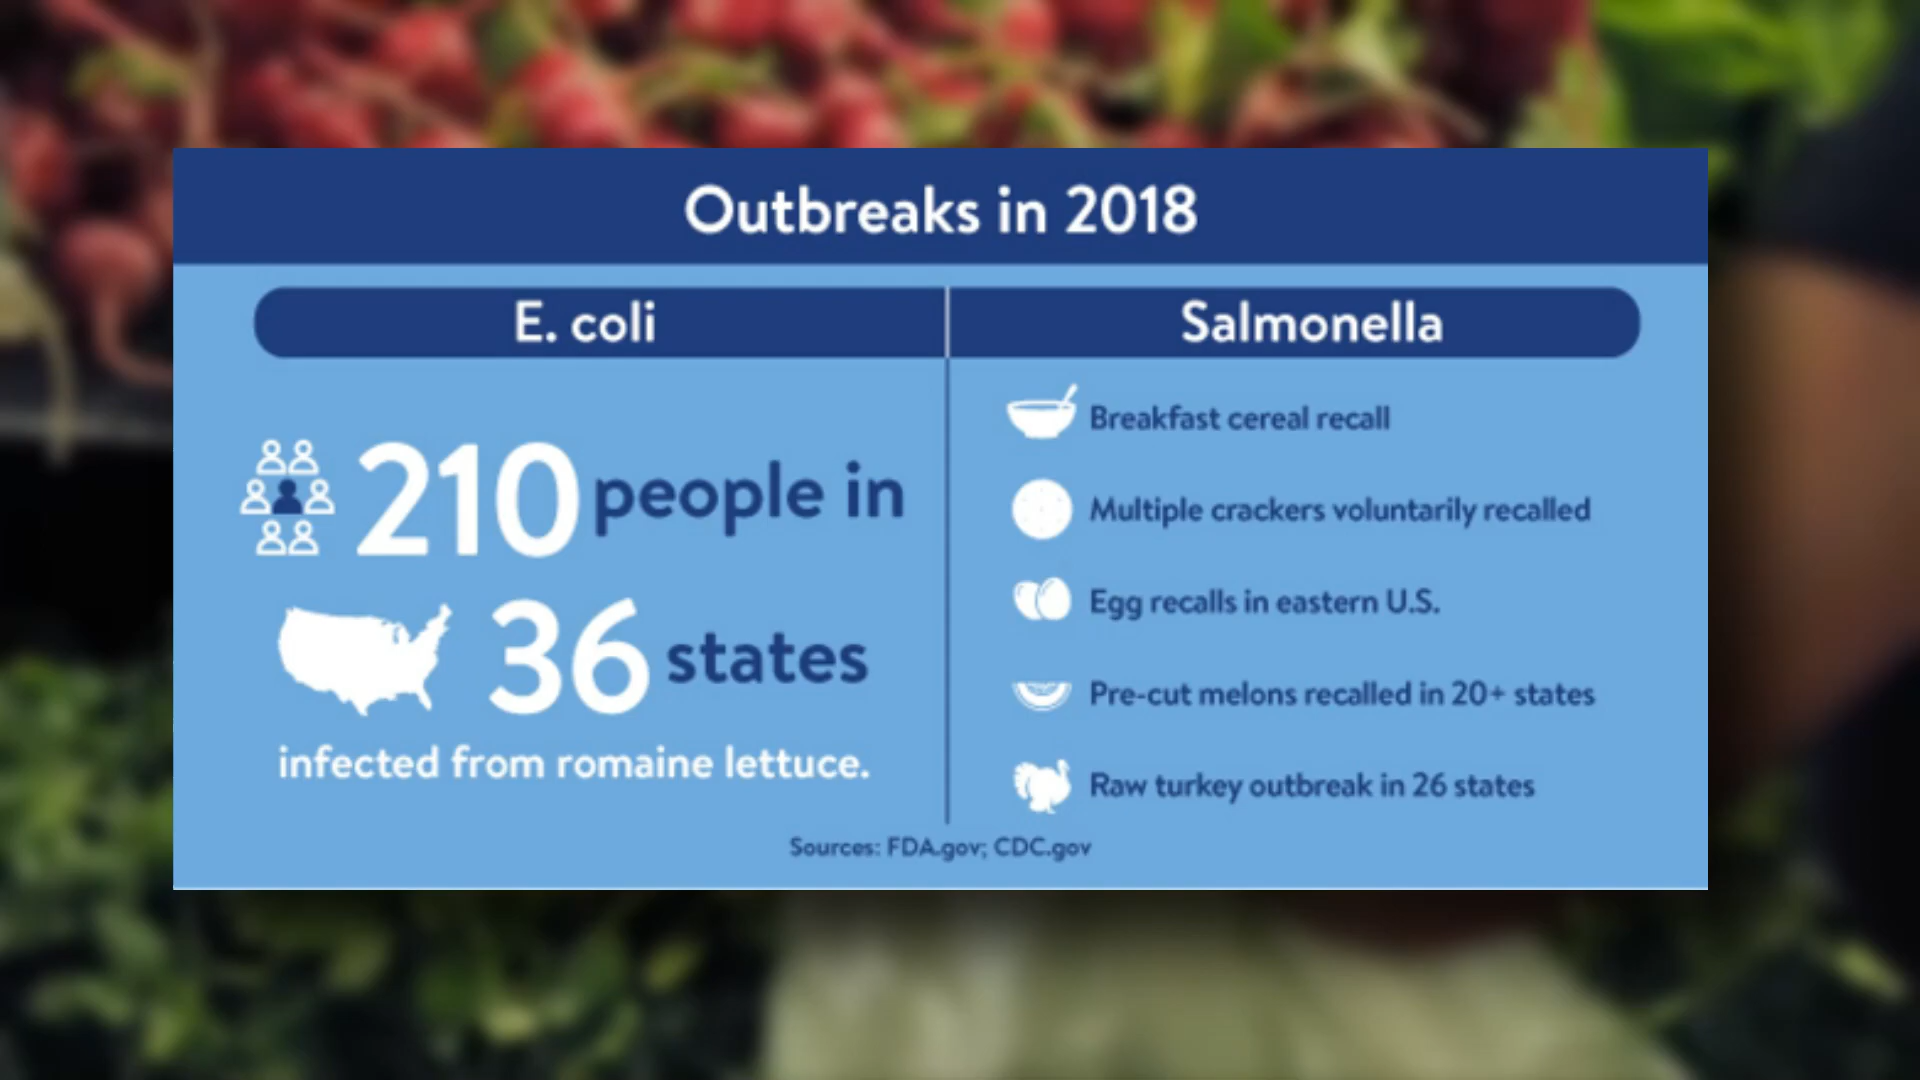 Outbreaks in 2018
E. coli
210 people in
36 states
infected from romaine lettuce.
Salmonella
Breakfast cereal recall
Multiple crackers voluntarily recalled
Egg recalls in eastern U.S.
Pre-cut melons recalled in 20+ states
Raw turkey outbreak in 26 states
Sources: FDA.gov; CDC.gov